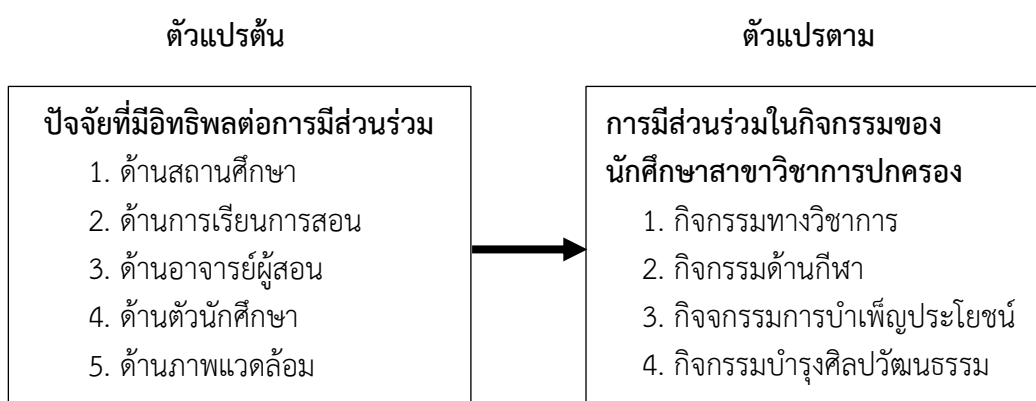 ตัวแปรต้น
ตัวแปรตาม
ปัจจัยที่มีอิทธิพลต่อการมีส่วนร่วม
1. ด้านสถานศึกษา
2. ด้านการเรียนการสอน
3. ด้านอาจารย์ผู้สอน
4. ด้านตัวนักศึกษา
5. ด้านภาพแวดล้อม
การมีส่วนร่วมในกิจกรรมของ
นักศึกษาสาขาวิชาการปกครอง
1. กิจกรรมทางวิชาการ
2. กิจกรรมด้านกีฬา
3. กิจจกรรมการบำเพ็ญประโยชน์
4. กิจกรรมบำรุงศิลปวัฒนธรรม